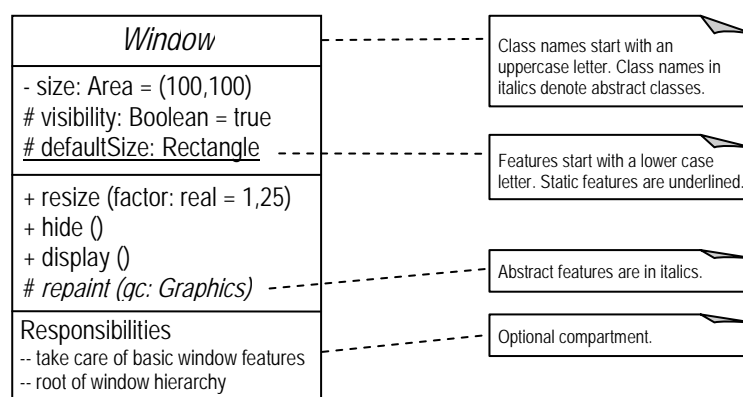 Window
- size: Area = (100,100)
# visibility: Boolean = true
# defaultSize: Rectangle
+ resize (factor: real = 1,25)
+ hide ()
+ display ()
# repaint (gc: Graphics)
Responsibilities
-- take care of basic window features
-- root of window hierarchy
Class names start with an
uppercase letter. Class names in
italics denote abstract classes.
Features start with a lower case
letter. Static features are underlined.
Abstract features are in italics.
Optional compartment.